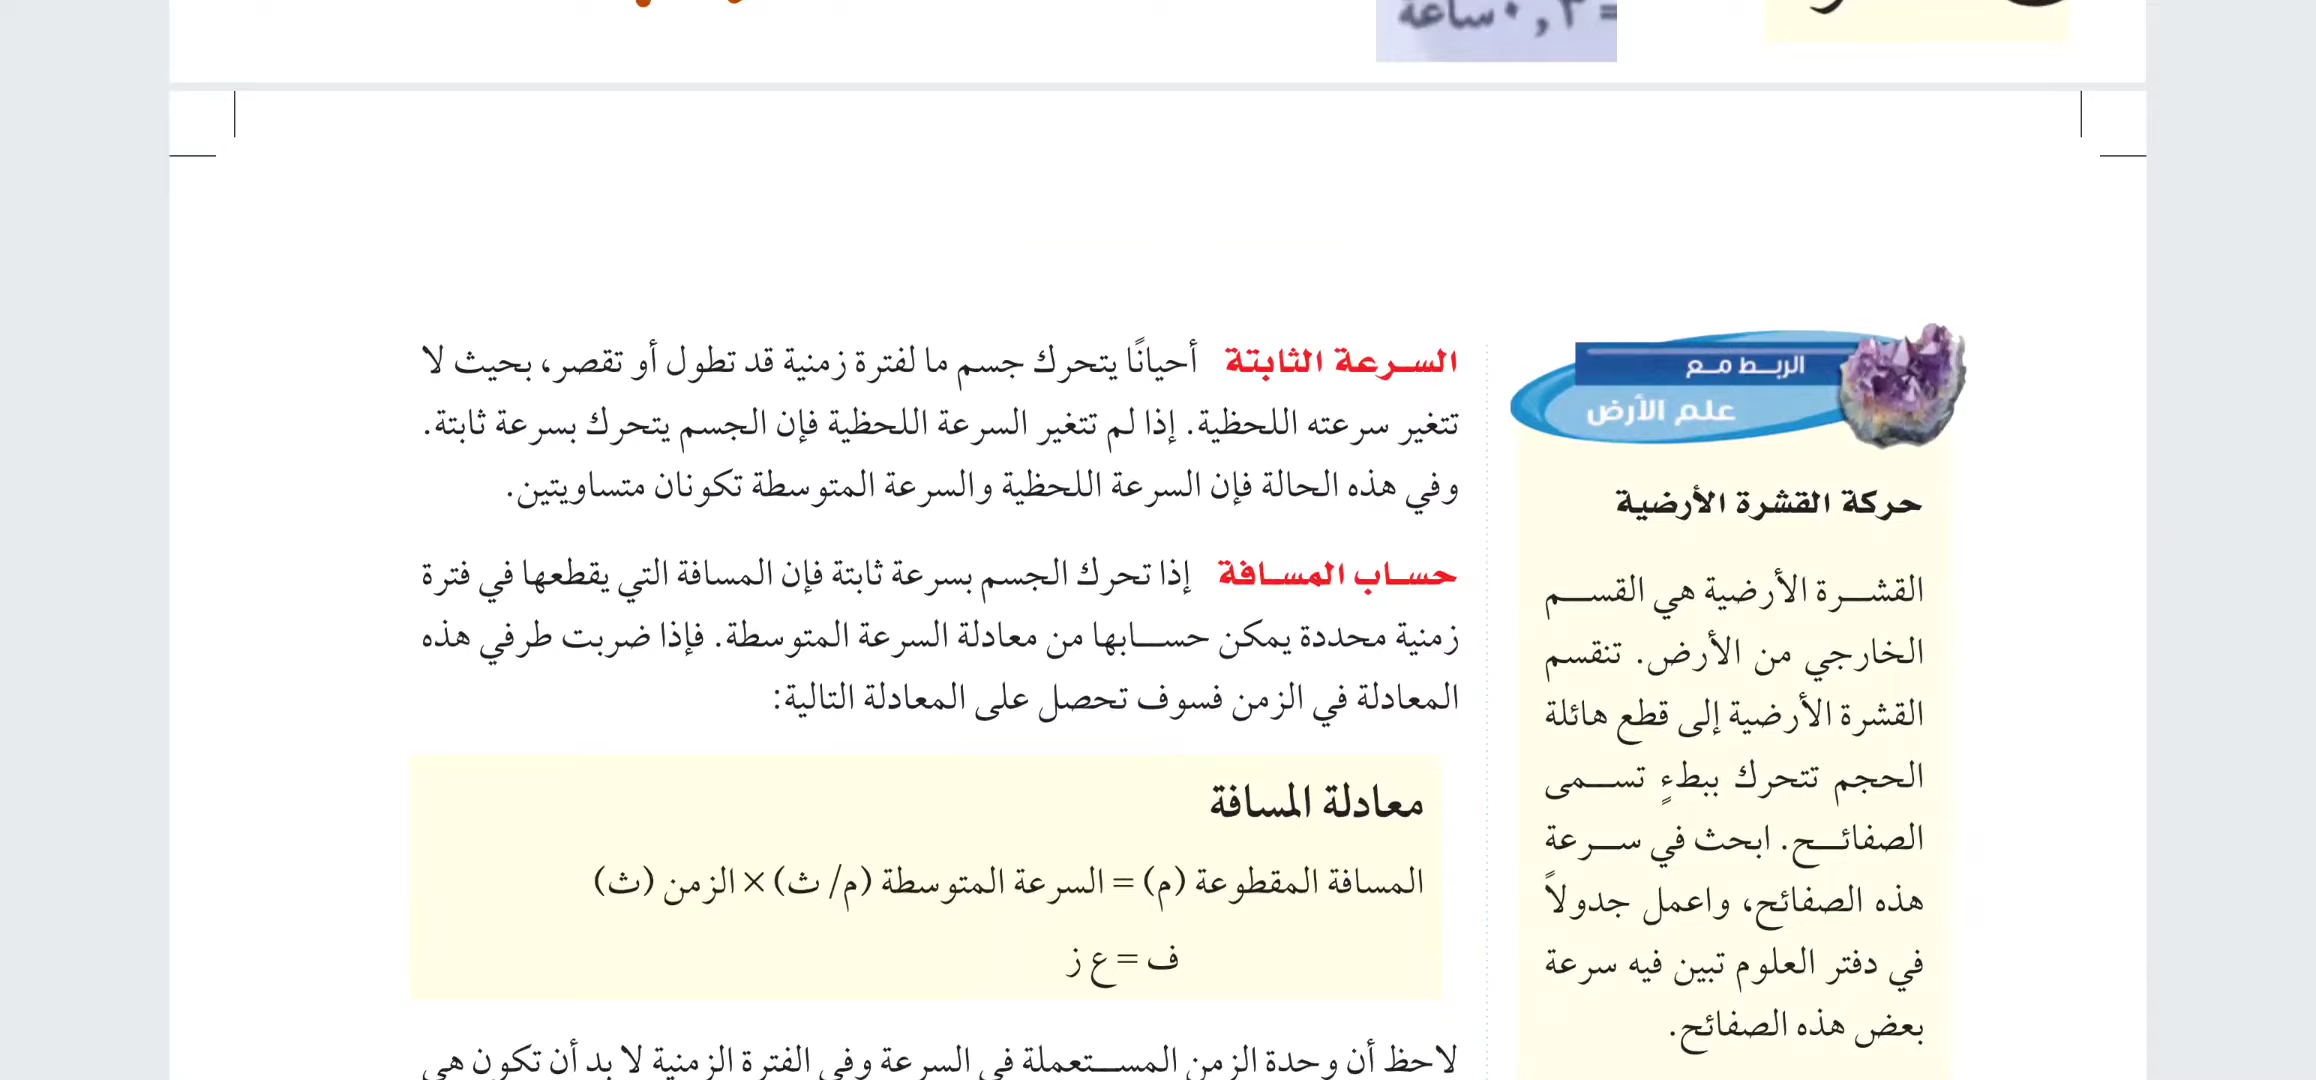 = ٠,٣ ساعة
السرعة الثابتة أحيانًا يتحرك جسم ما لفترة زمنية قد تطول أو تقصر، بحيث لا
تتغير سرعته اللحظية. إذا لم تتغير السرعة اللحظية فإن الجسم يتحرك بسرعة ثابتة.
وفي هذه الحالة فإن السرعة اللحظية والسرعة المتوسطة تكونان متساويتين.
حساب المسافة إذا تحرك الجسم بسرعة ثابتة فإن المسافة التي يقطعها في فترة
زمنية محددة يمكن حسابها من معادلة السرعة المتوسطة. فإذا ضربت طرفي هذه
المعادلة في الزمن فسوف تحصل على المعادلة التالية:
معادلة المسافة
المسافة المقطوعة (م) = السرعة المتوسطة (م/ ث) × الزمن (ث)
ف = ع ز
لاحظ أن وحدة الزمن المستعملة في السرعة وفي الفترة الزمنية لا بد أن تكون هي
الربط مع
علم الأرض
حركة القشرة الأرضية
القشرة الأرضية هي القسم
الخارجي من الأرض. تنقسم
القشرة الأرضية إلى قطع هائلة
الحجم تتحرك ببطءٍ تسمى
الصفائح. ابحث في سرعة
هذه الصفائح، واعمل جدولاً
في دفتر العلوم تبين فيه سرعة
بعض هذه الصفائح.